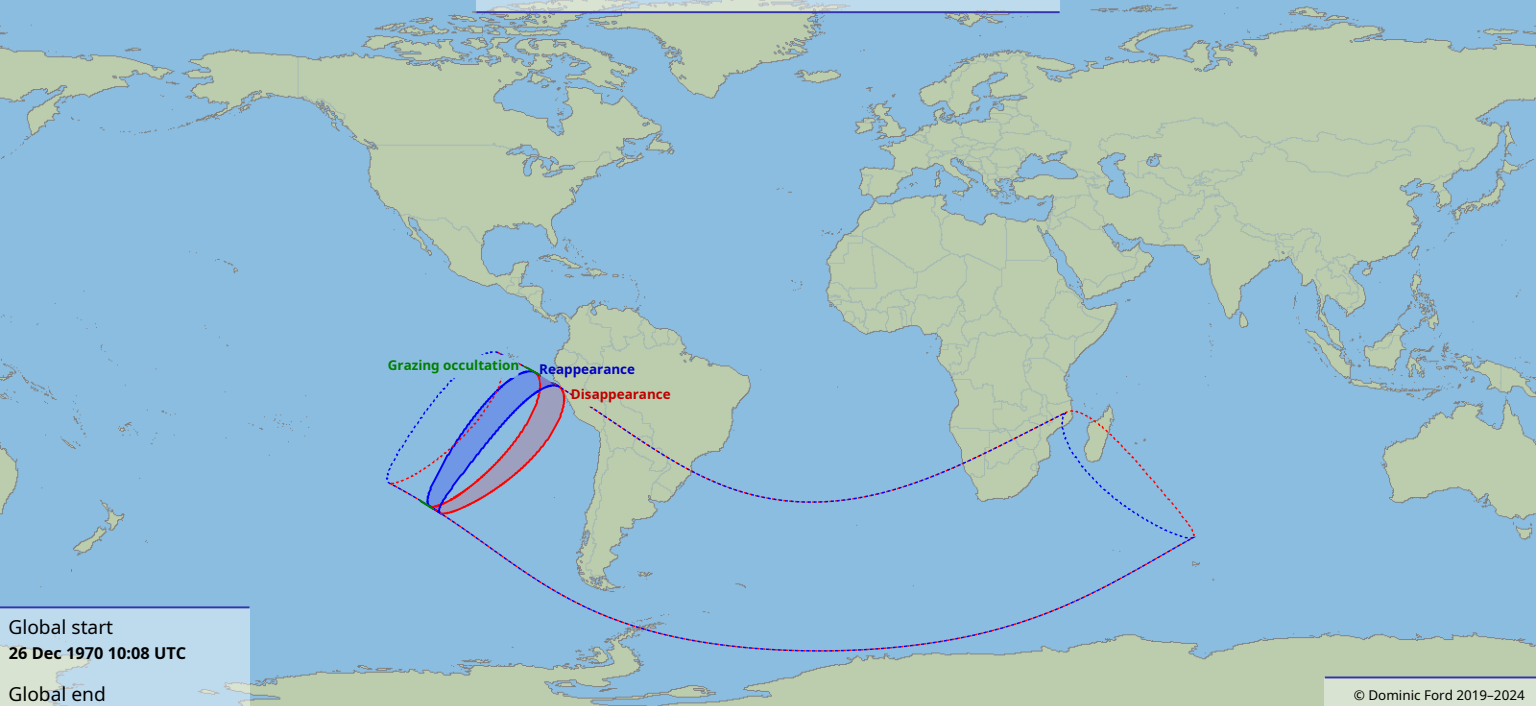 Grazing occultation
Reappearance
Disappearance
Global start
26 Dec 1970 10:08 UTC
Global end
© Dominic Ford 2019–2024